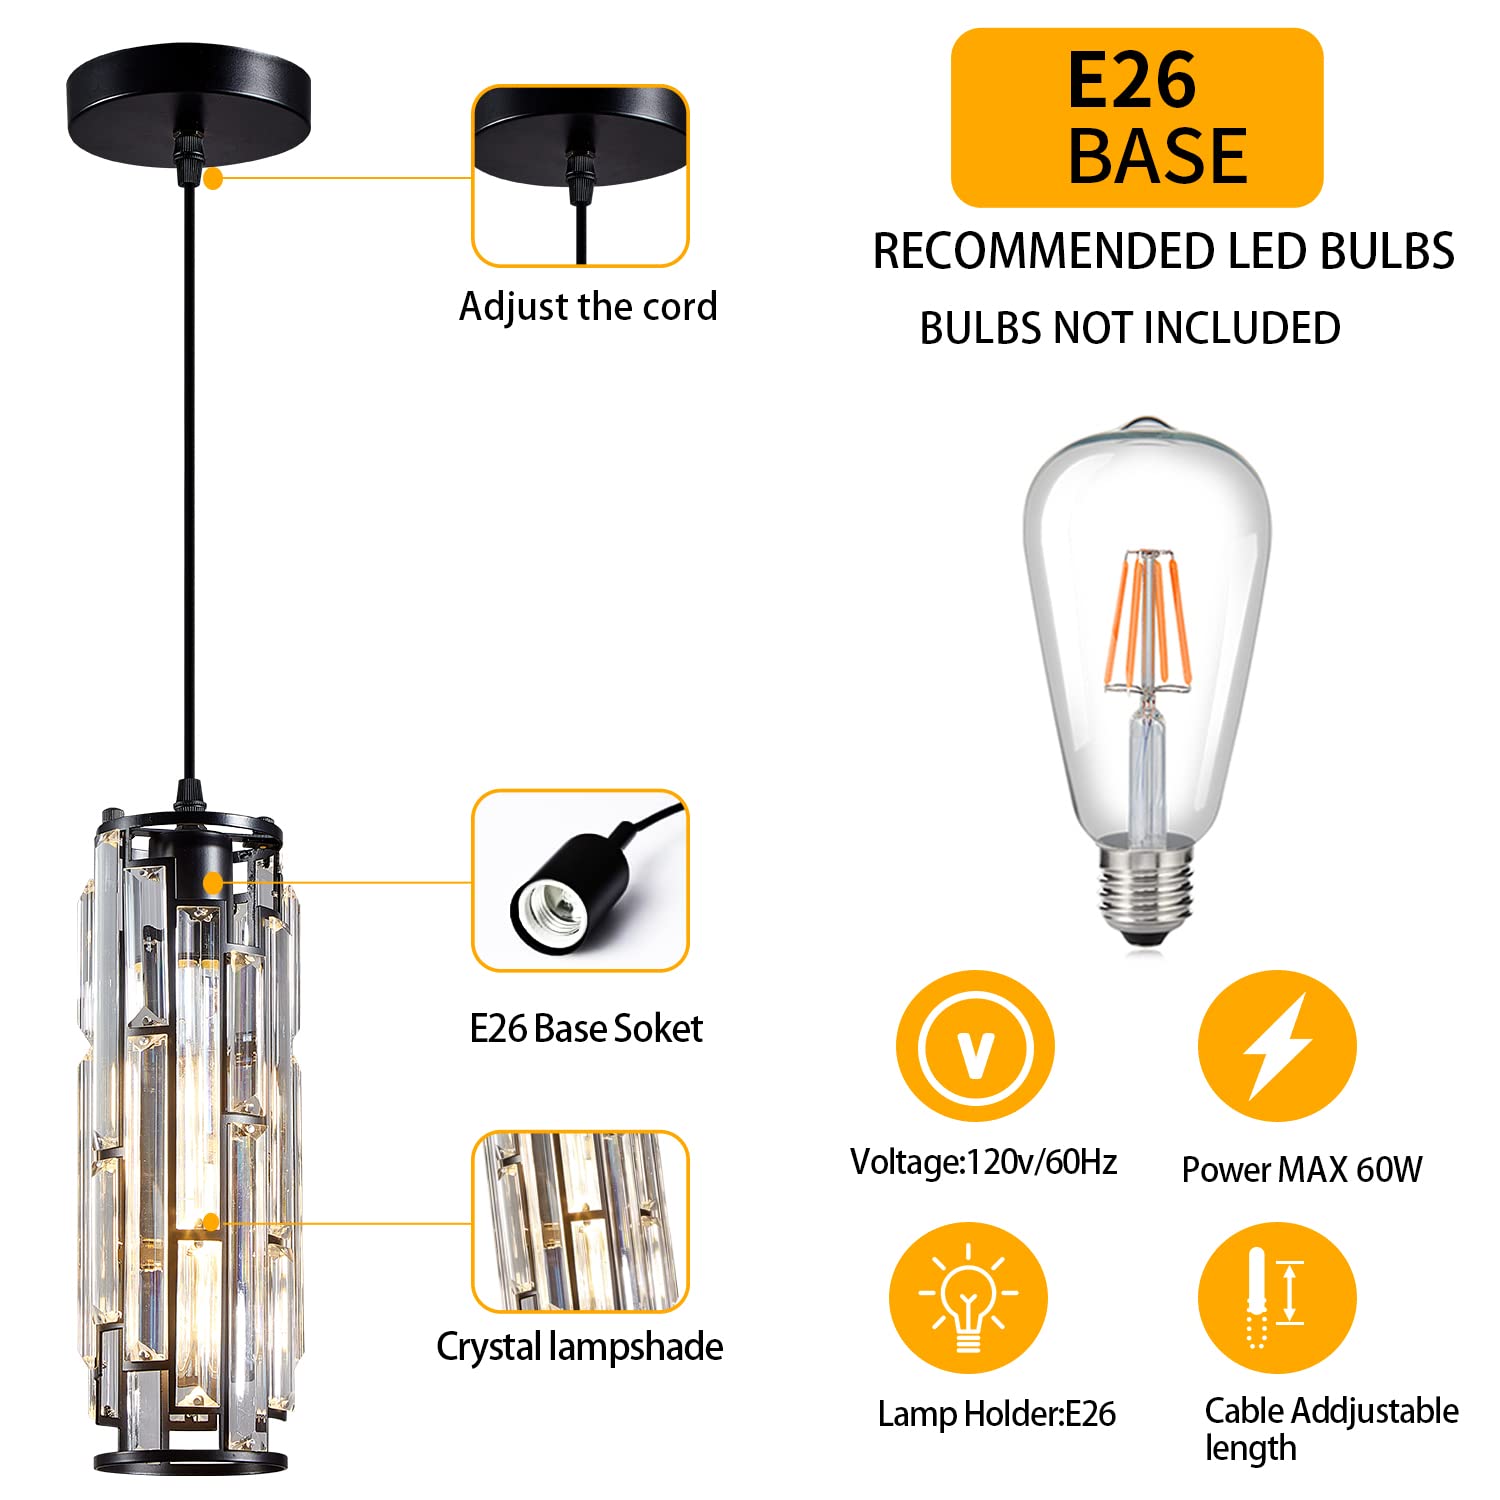 E26
BASE
RECOMMENDED LED BULBS
BULBS NOT INCLUDED
Adjust the cord
E26 Base Soket
Crystal lampshade
V
Voltage:120v/60Hz
Power MAX 60W
Lamp Holder:E26
Cable Addjustable
length